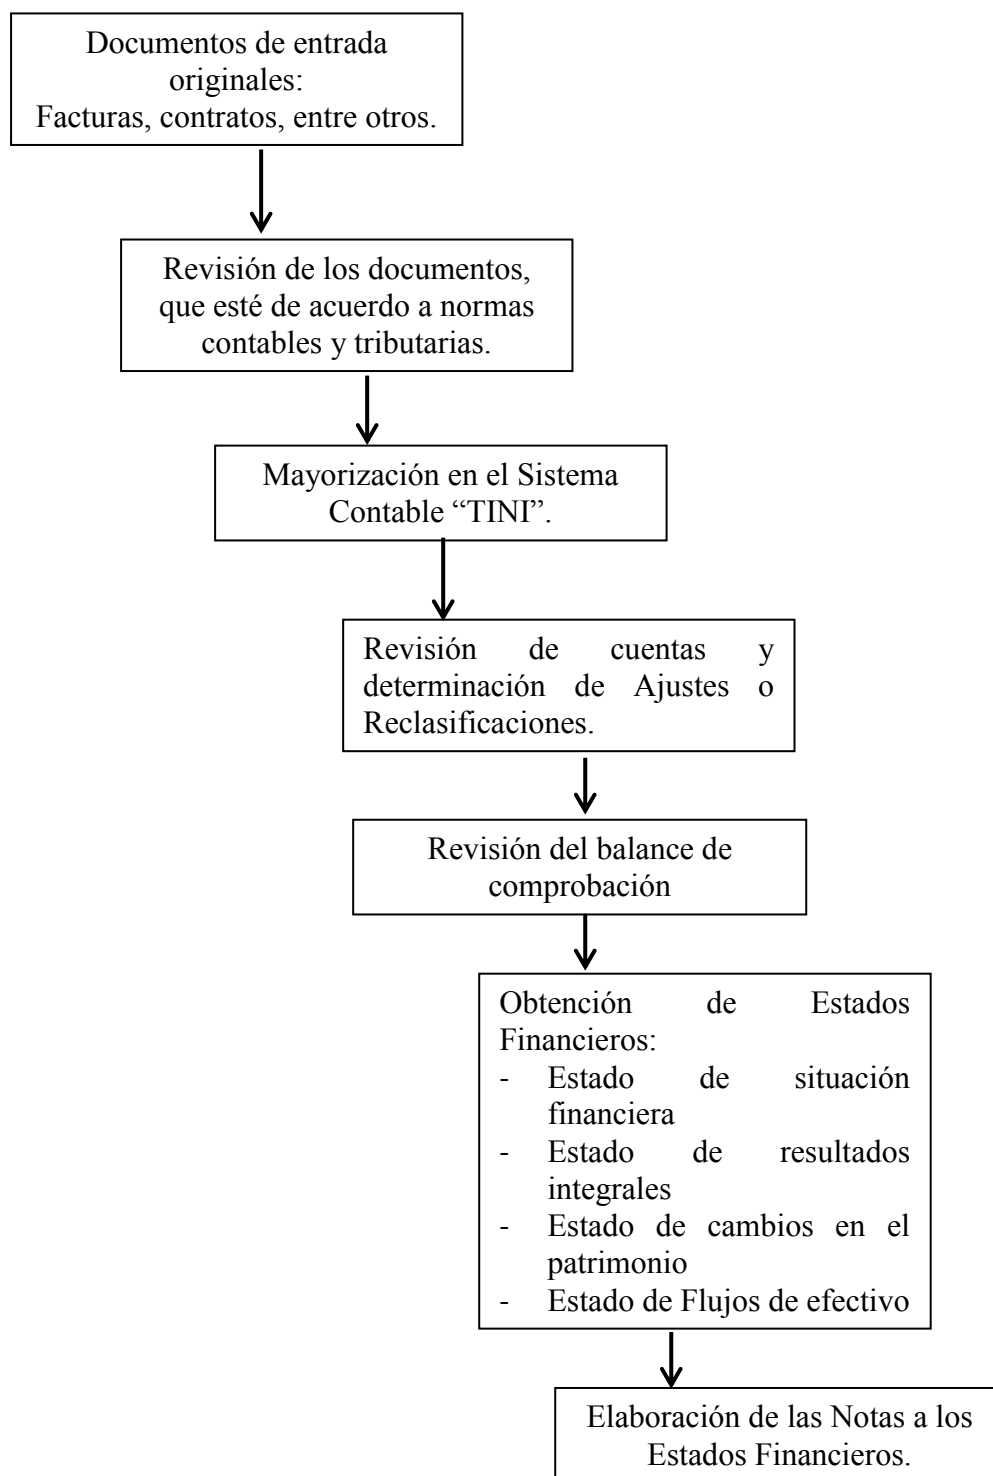 Documentos de entrada
originales:
Facturas, contratos, entre otros.
Revisión de los documentos,
que esté de acuerdo a normas
contables y tributarias.
Mayorización en el Sistema
Contable “TINI”.
Revisión de cuentas y
determinación de Ajustes o
Reclasificaciones.
Revisión del balance de
comprobación
Obtención de Estados
Financieros:
- Estado de situación
financiera
- Estado de resultados
integrales
- Estado de cambios en el
patrimonio
- Estado de Flujos de efectivo
Elaboración de las Notas a los
Estados Financieros.